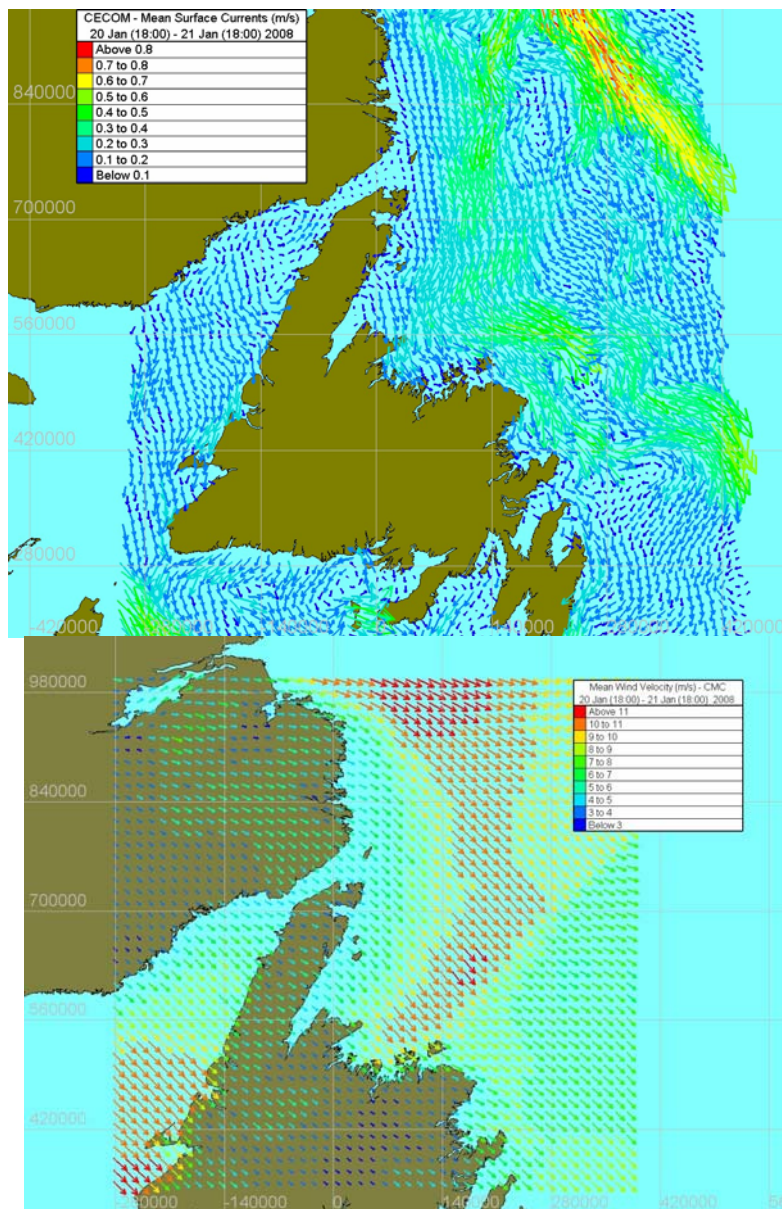 CECOM - Mean Surface Currents (m/s)
20 Jan (18:00) - 21 Jan (18:00) 2008
Above 0.8
0.7 to 0.8
0.6 to 0.7
0.5 to 0.6
0.4 to 0.5
0.3 to 0.4
0.2 to 0.3
0.1 to 0.2
Below 0.1
840000
700000
560000
420000
280000
-420000
0
140000
980000
Mean Wind Velocity (m/s) - CMC
20 Jan (18:00) - 21 Jan (18:00) 2008
Above 11
10 to 11
9 to 10
8 to 9
7 to 8
6 to 7
5 to 6
4 to 5
3 to 4
Below 3
840000
700000
560000
420000
-280000
-140000
0
140000
280000
420000